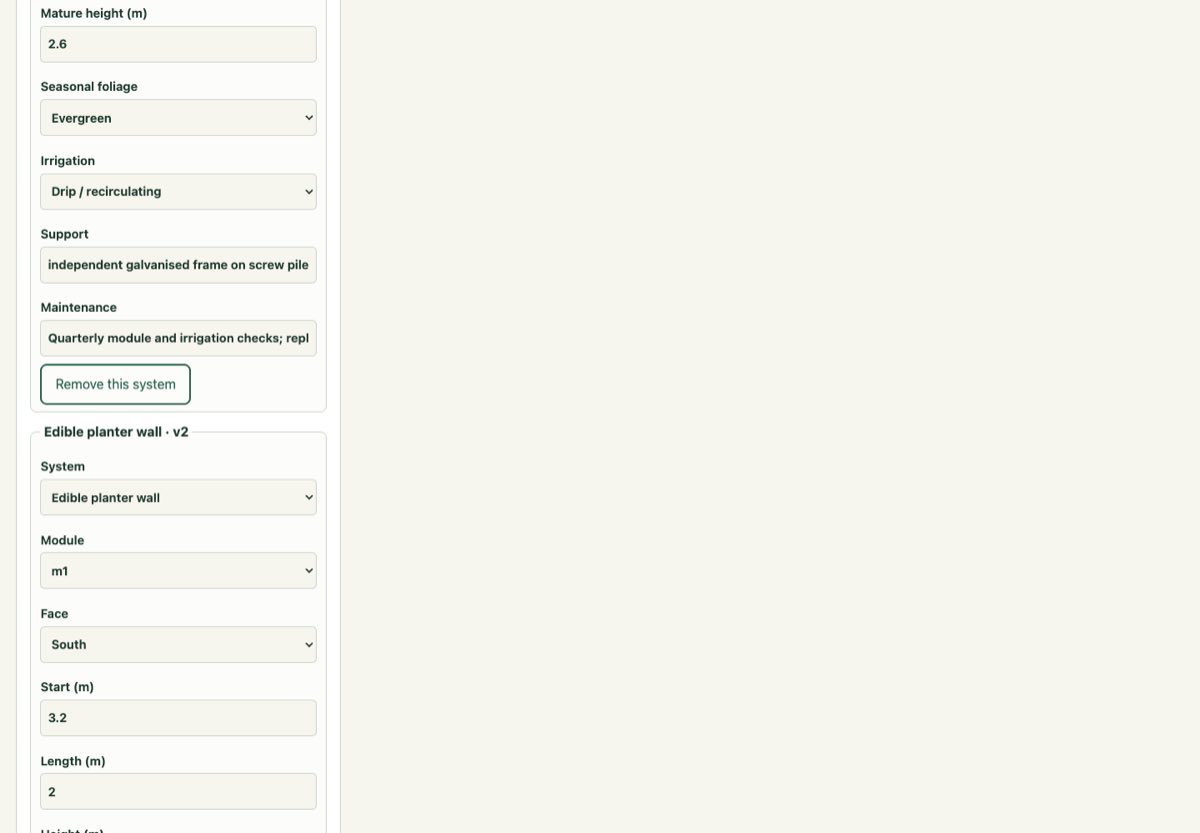 Mature height (m)
2.6
Seasonal foliage
Evergreen
Irrigation
Drip / recirculating
Support
independent galvanised frame on screw pile
Maintenance
Quarterly module and irrigation checks; repl
Remove this system
Edible planter wall · v2
System
Edible planter wall
Module
m1
Face
South
Start (m)
3.2
Length (m)
2
Height (m)